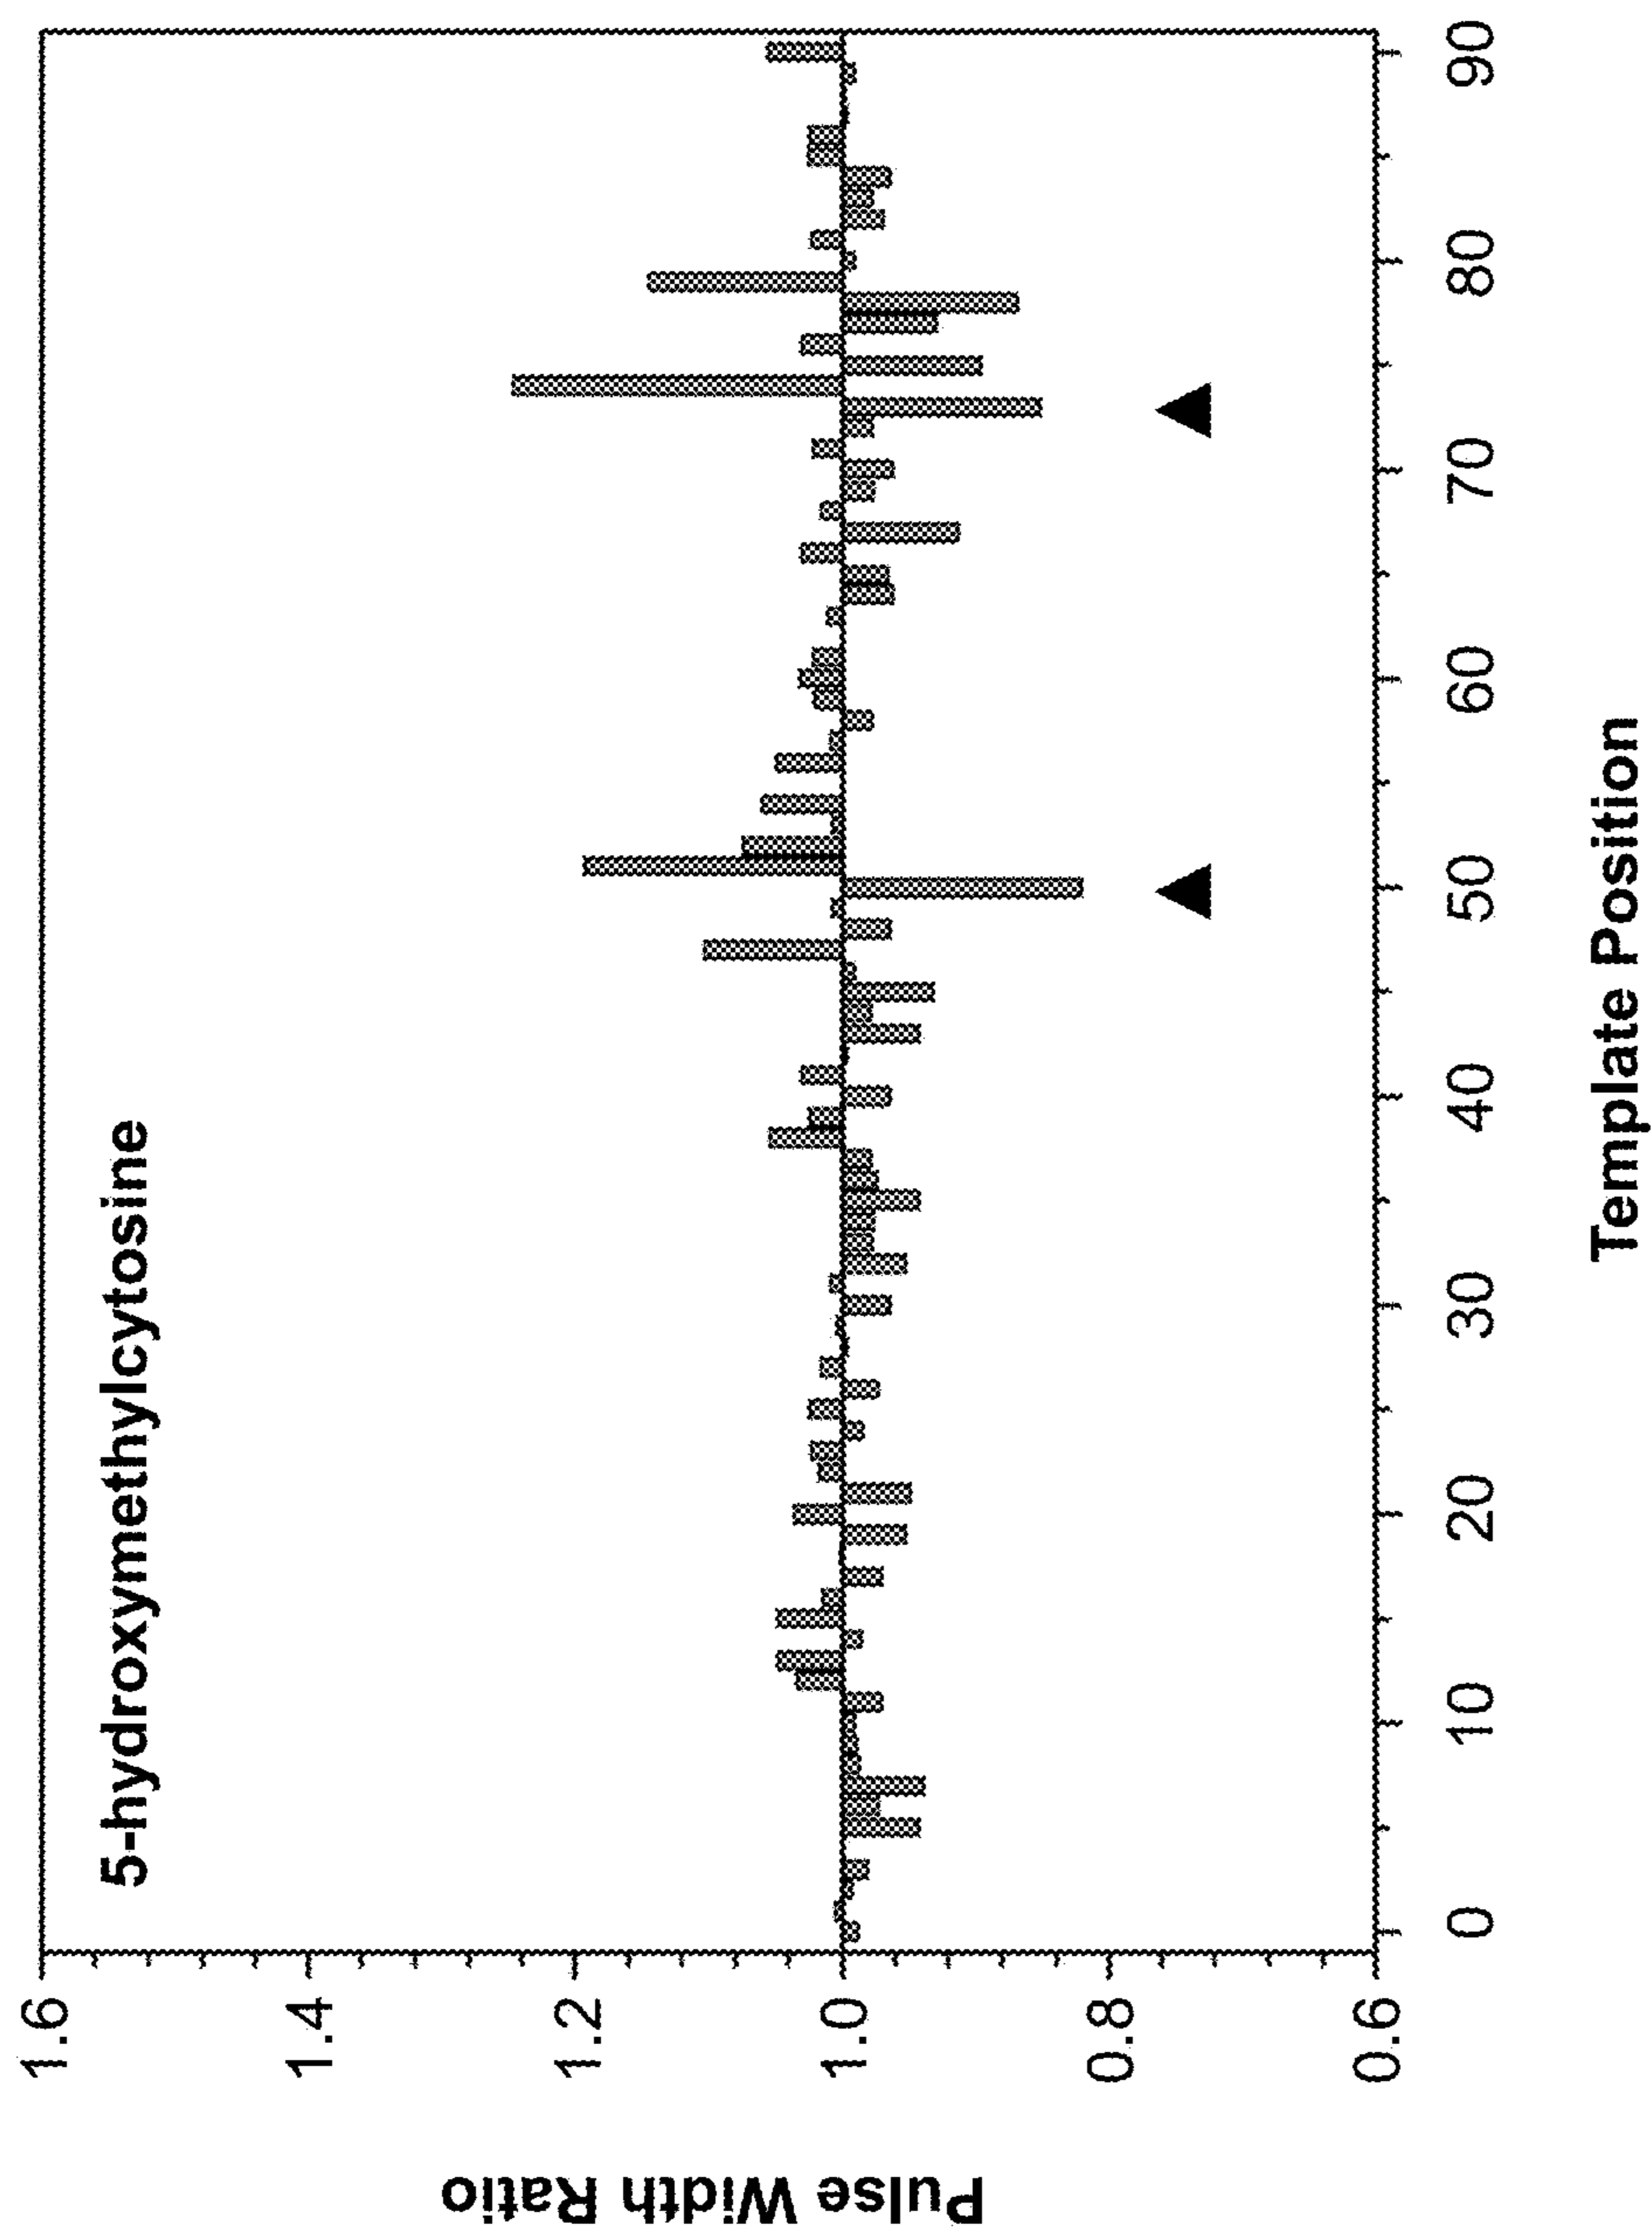 5-hydroxymethylcytosine
Pulse Width Ratio
1.6
1.4
1.2
1.0
0.8
0.6
0 10 20 30 40 50 60 70 80 90
Template Position